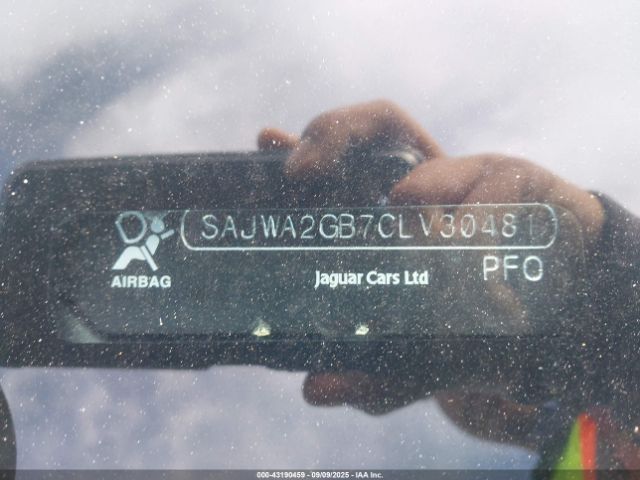 SAJWA2GB7CLV30481
AIRBAG
Jaguar Cars Ltd
PFO
000-43190459 - 09/09/2025 - IAA Inc.